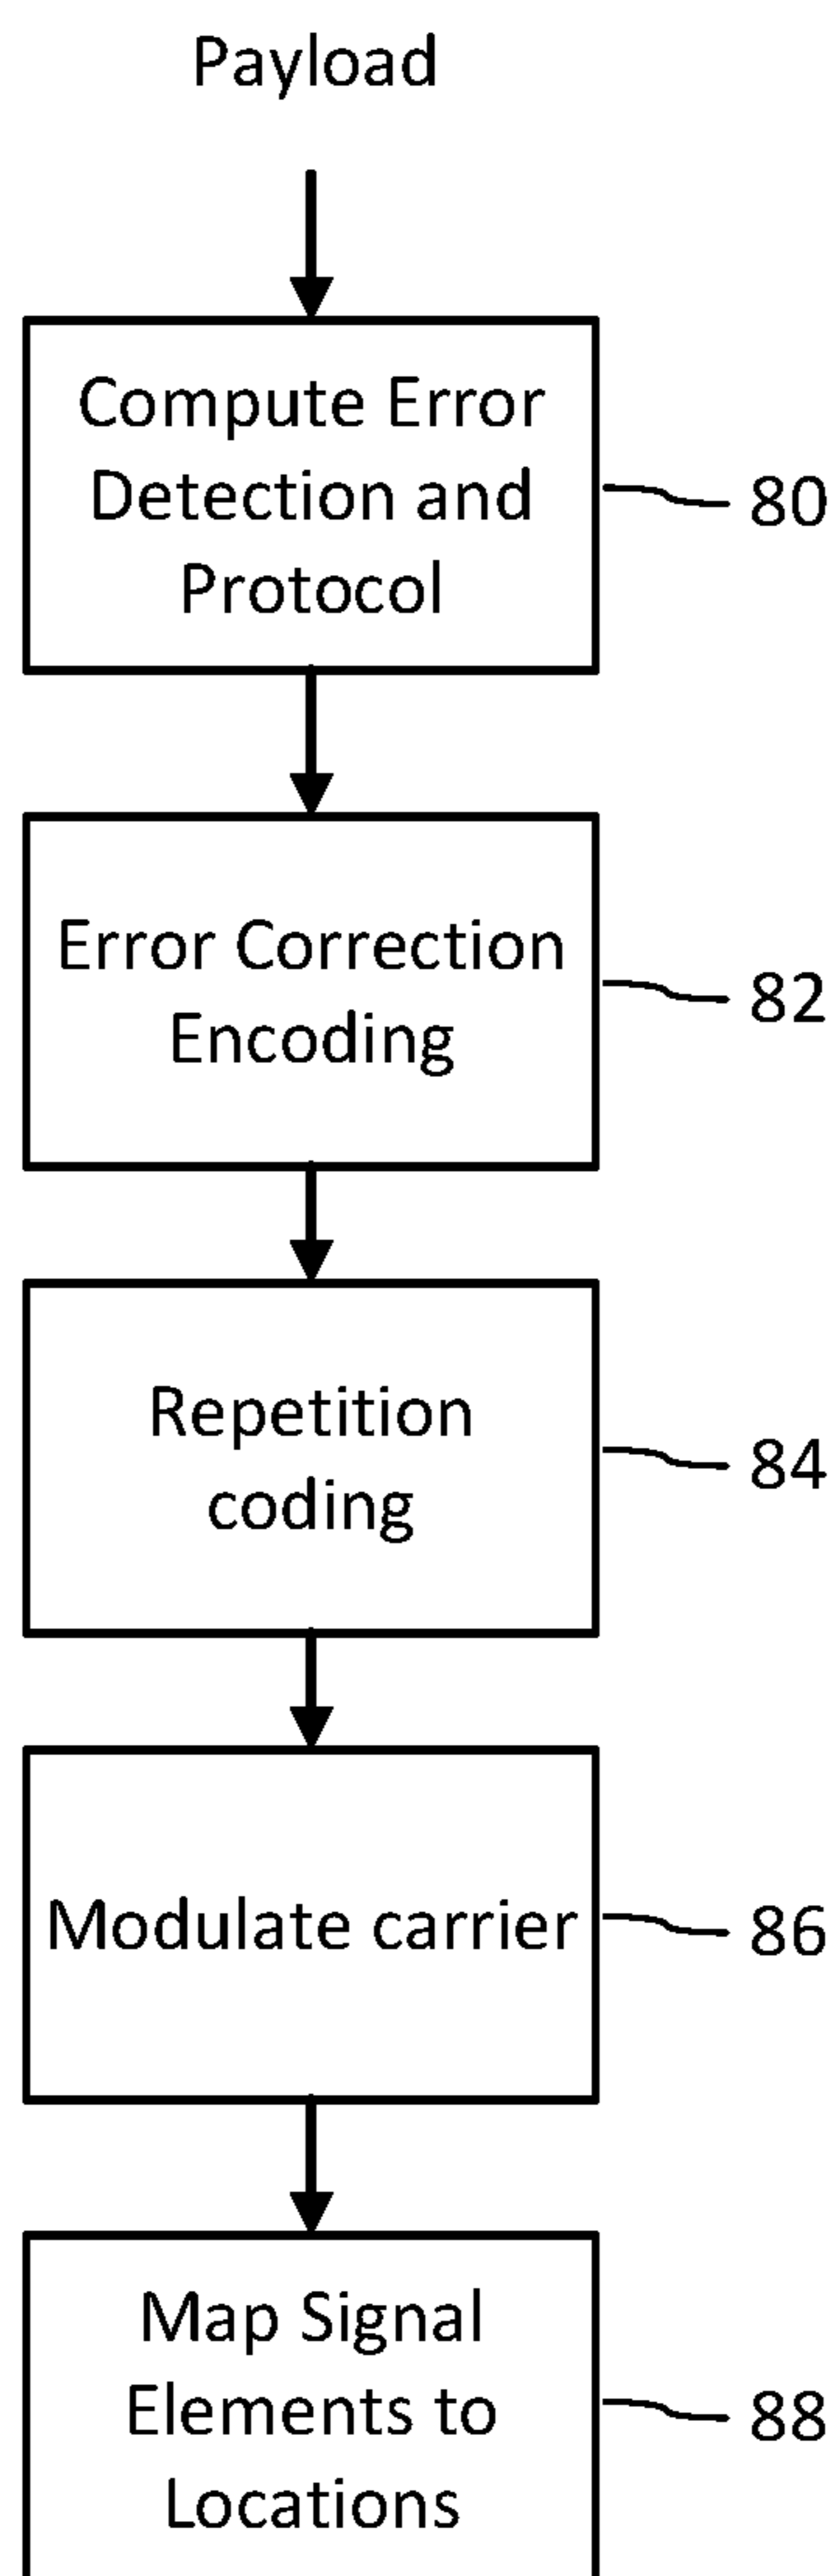 Payload
Compute Error
Detection and
Protocol
80
Error Correction
Encoding
82
Repetition
coding
84
Modulate carrier
86
Map Signal
Elements to
Locations
88